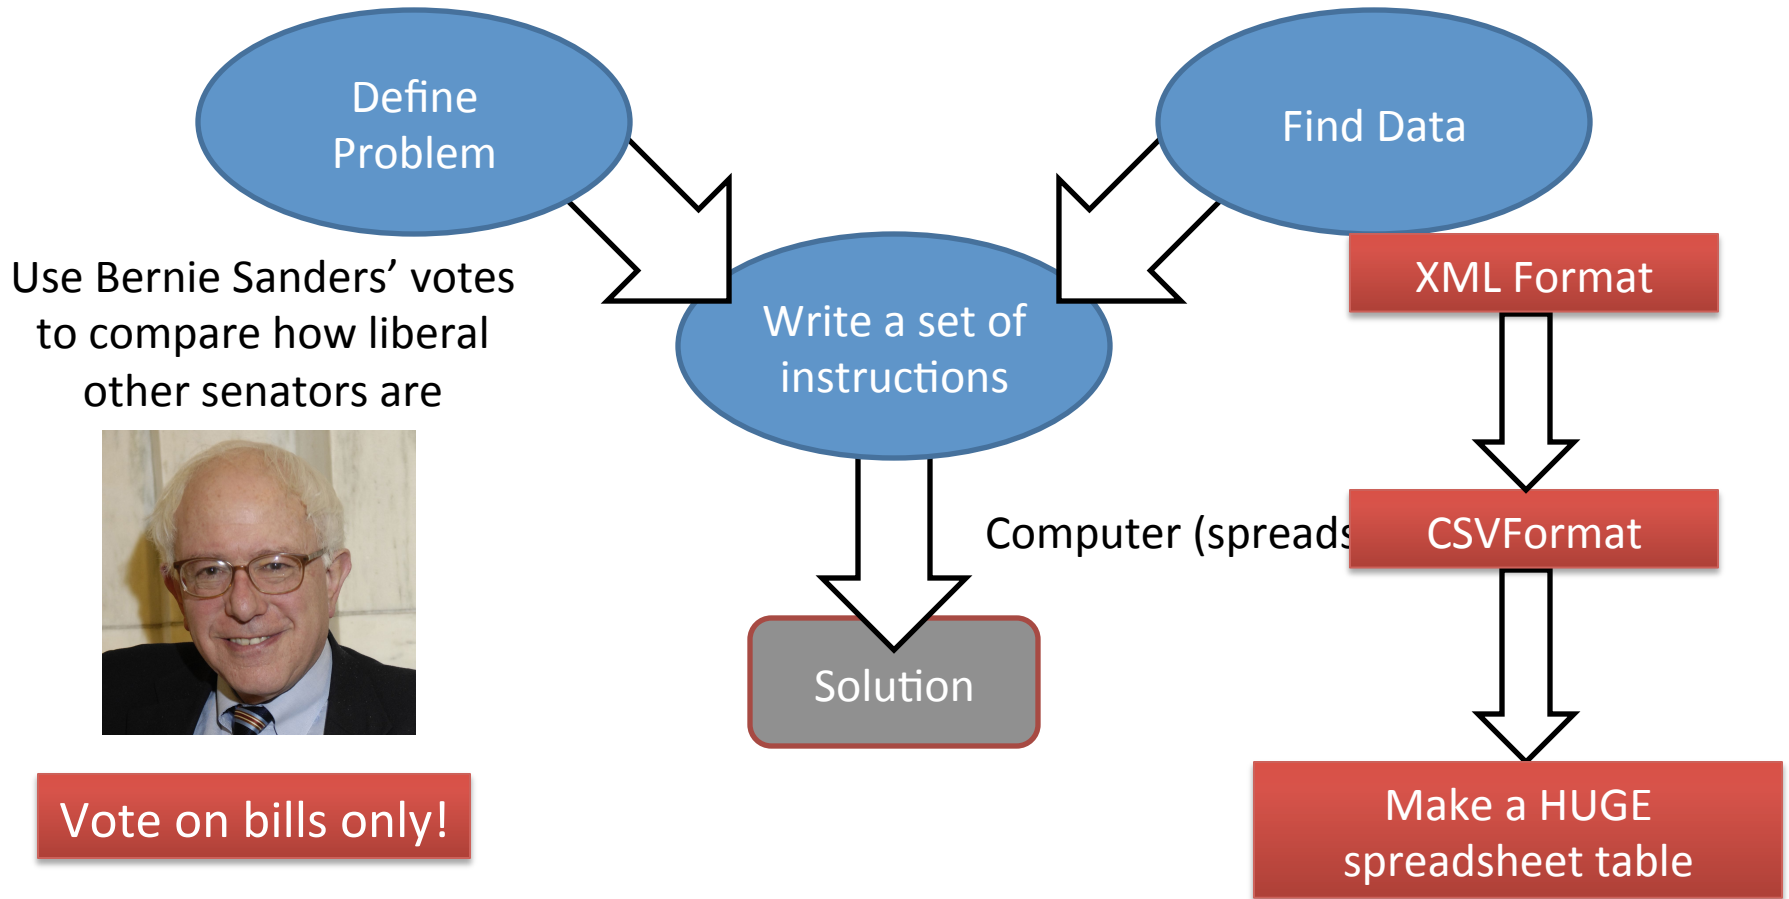 Define
Problem
Find Data
Use Bernie Sanders’ votes
to compare how liberal
other senators are
XML Format
Write a set of
instructions
Computer
CSVFormat
Solution
Vote on bills only!
Make a HUGE
spreadsheet table